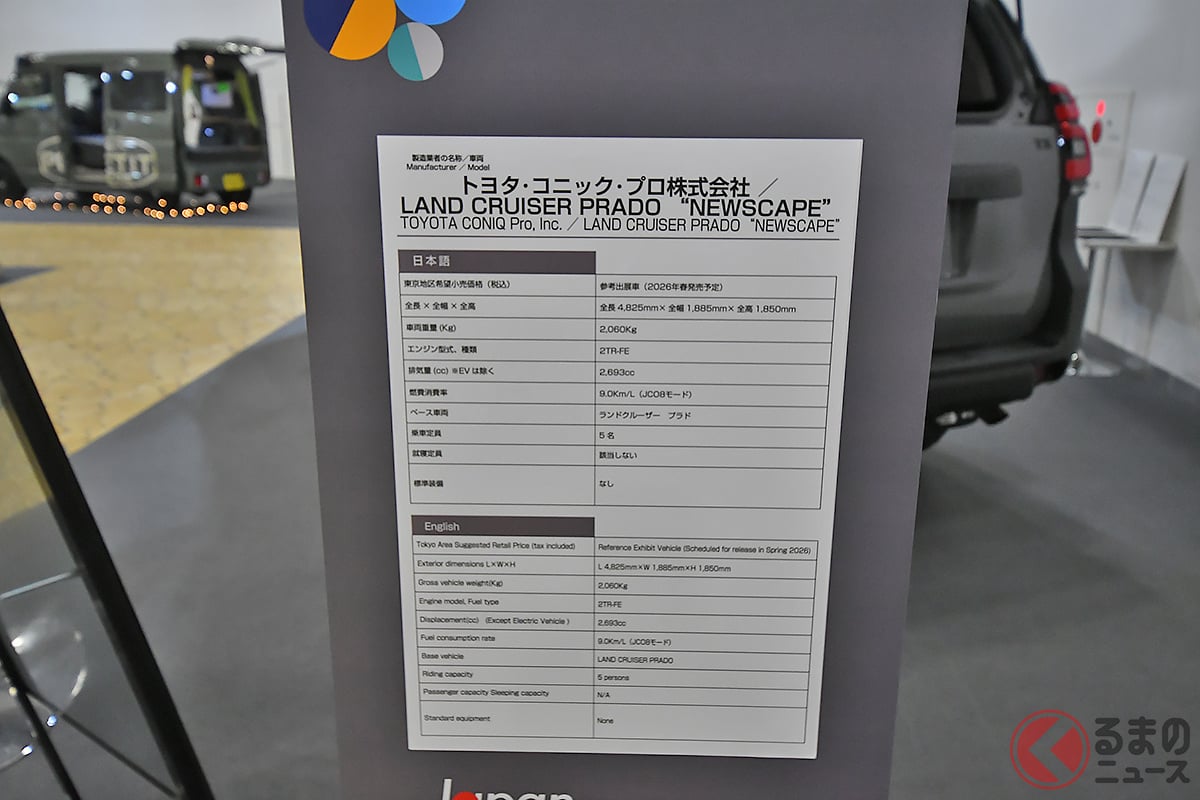 製造業者の名称／車両
Manufacturer ／ Model
トヨタ・コニック・プロ株式会社 ／
LAND CRUISER PRADO “NEWSCAPE”
TOYOTA CONIQ Pro, Inc. ／ LAND CRUISER PRADO “NEWSCAPE”
日本語
東京地区希望小売価格（税込） 参考出展車（2026年春発売予定）
全長 × 全幅 × 全高 全長 4,825mm× 全幅 1,885mm× 全高 1,850mm
車両重量 (Kg) 2,060Kg
エンジン型式、種類 2TR-FE
排気量 (cc) ※EV は除く 2,693cc
燃費消費率 9.0Km/L（JC08モード）
ベース車両 ランドクルーザー　プラド
乗車定員 5 名
就寝定員 該当しない
標準装備 なし
English
Tokyo Area Suggested Retail Price (tax included) Reference Exhibit Vehicle (Scheduled for release in Spring 2026)
Exterior dimensions L×W×H L 4,825mm×W 1,885mm×H 1,850mm
Gross vehicle weight(Kg) 2,060Kg
Engine model, Fuel type 2TR-FE
Displacement(cc) (Except Electric Vehicle ) 2,693cc
Fuel consumption rate 9.0Km/L（JC08モード）
Base vehicle LAND CRUISER PRADO
Riding capacity 5 persons
Passenger capacity Sleeping capacity N/A
Standard equipment None
Japan
くるまの
ニュース